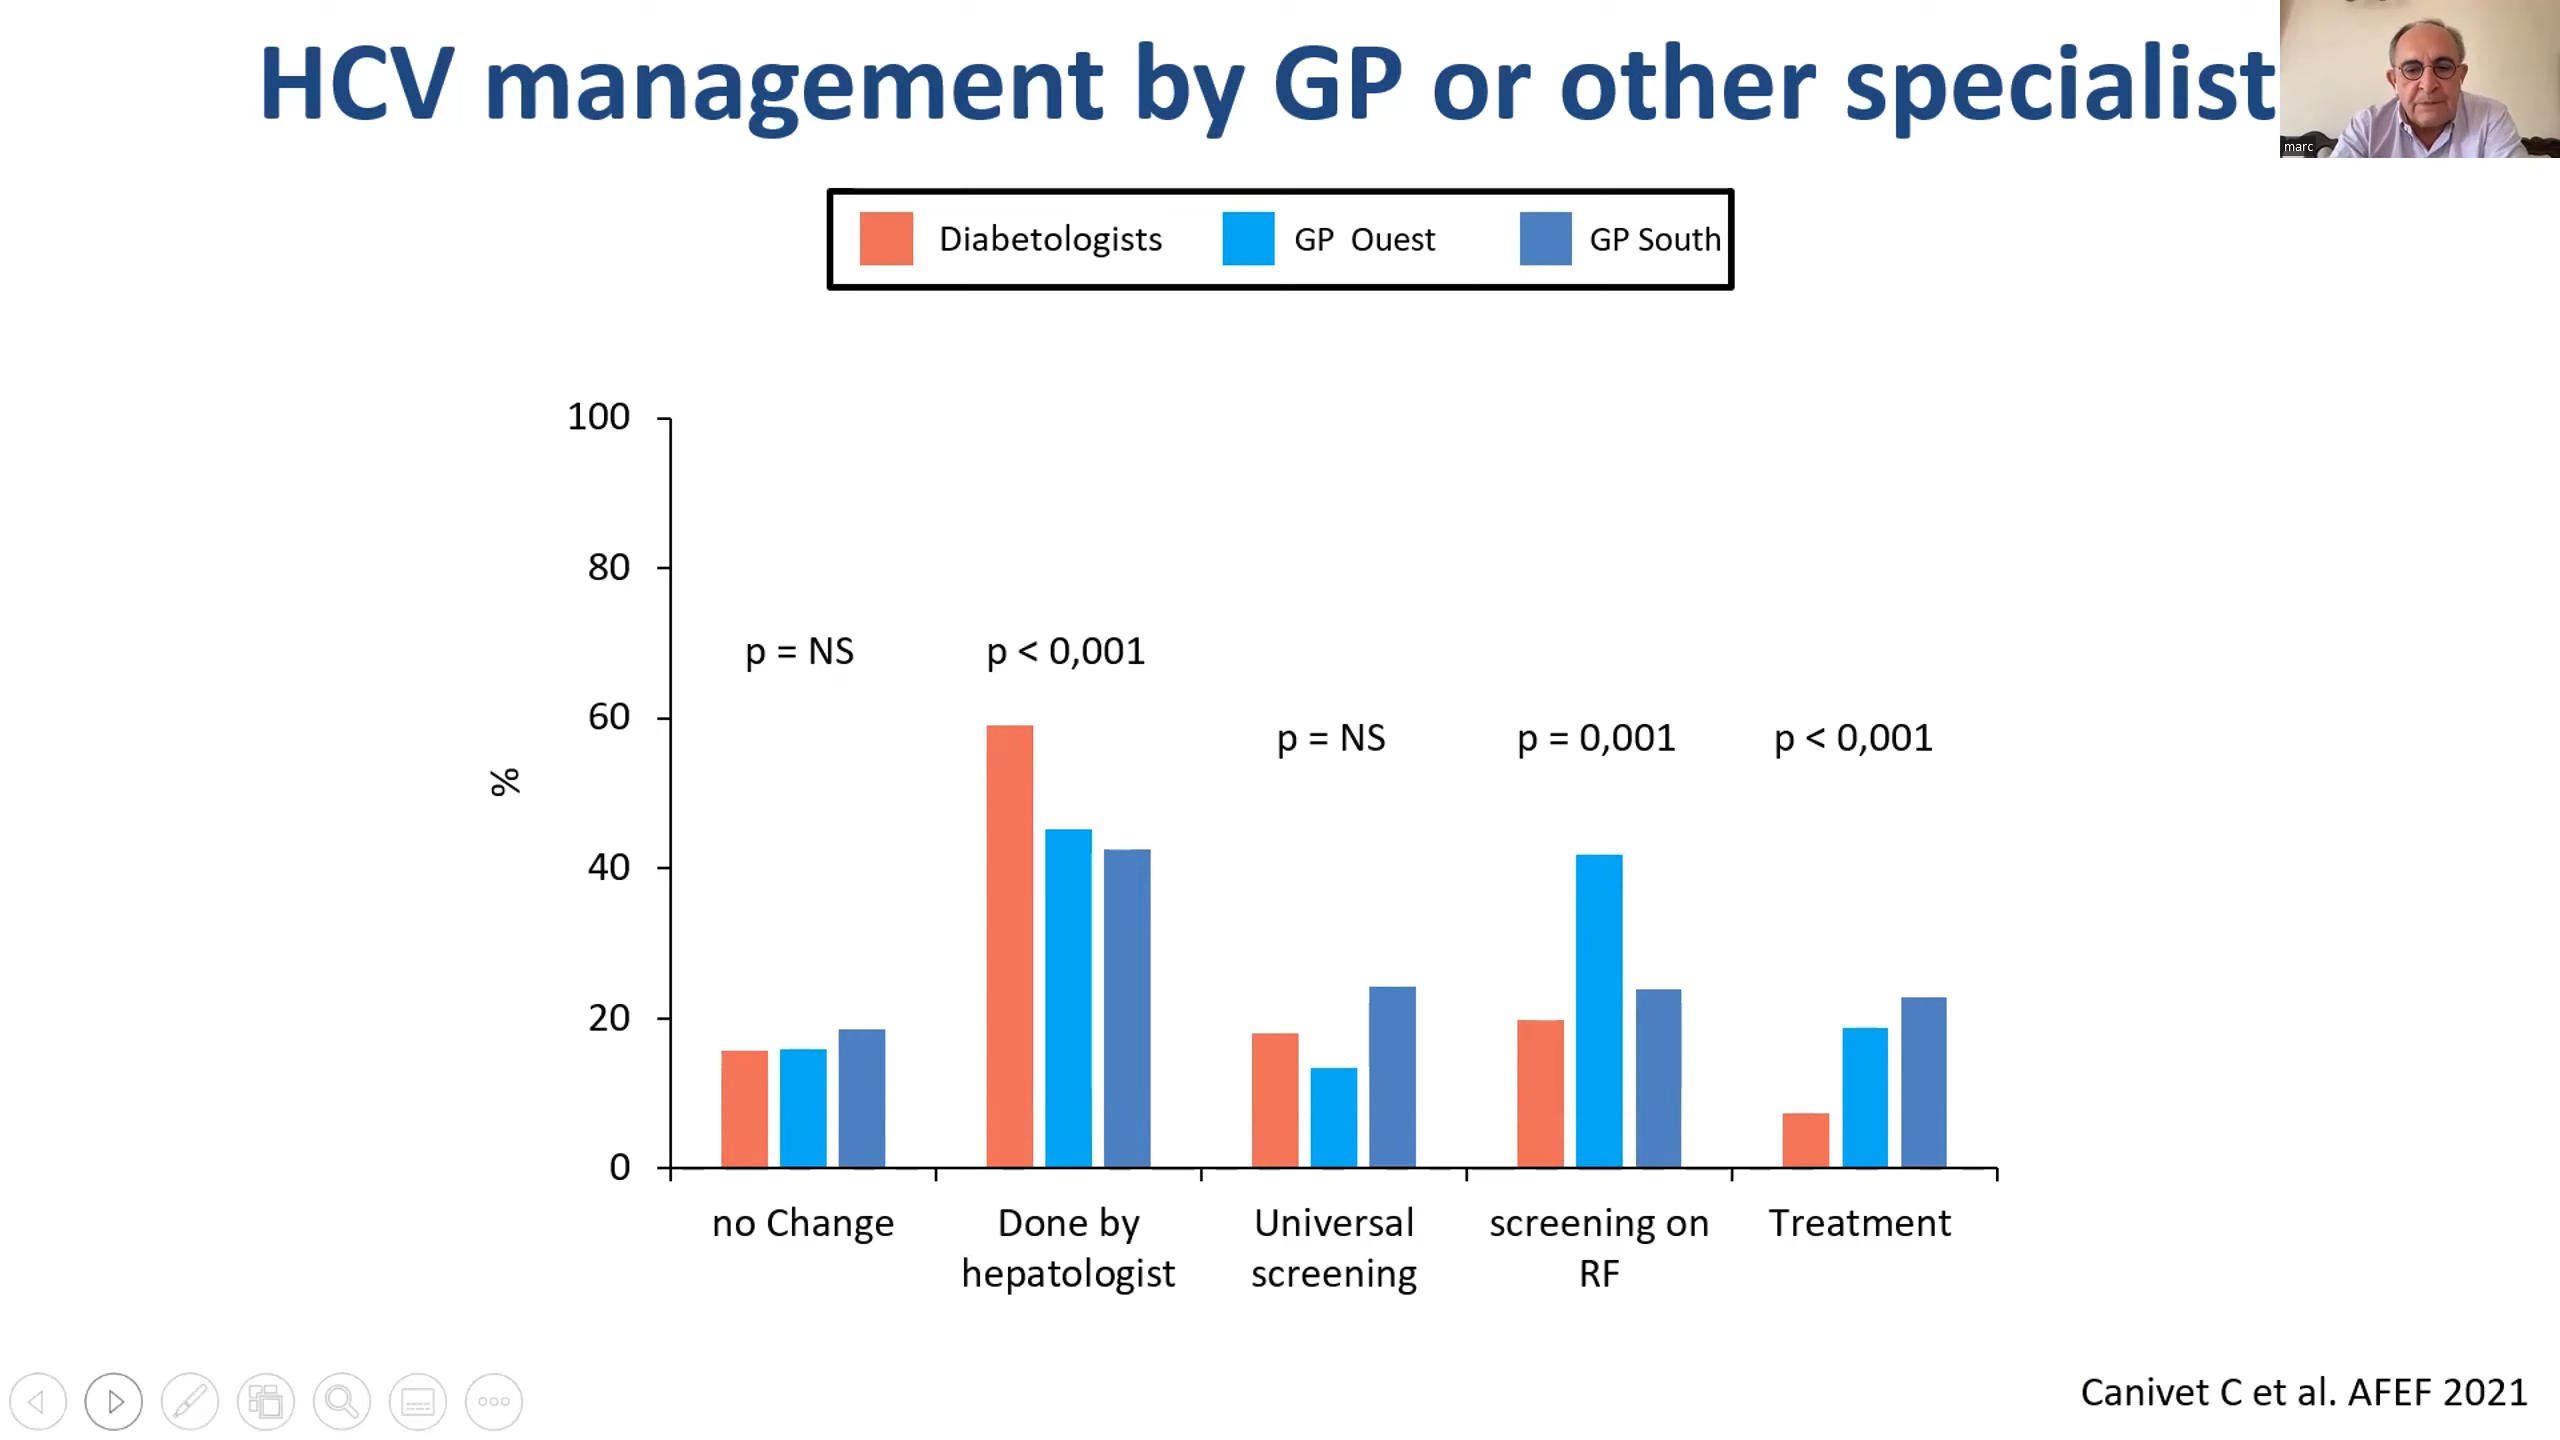 HCV management by GP or other specialist
marc
Diabetologists GP Ouest GP South
100
80
60
40
20
0
%
p = NS
p < 0,001
p = NS
p = 0,001
p < 0,001
no Change
Done by
hepatologist
Universal
screening
screening on
RF
Treatment
Canivet C et al. AFEF 2021